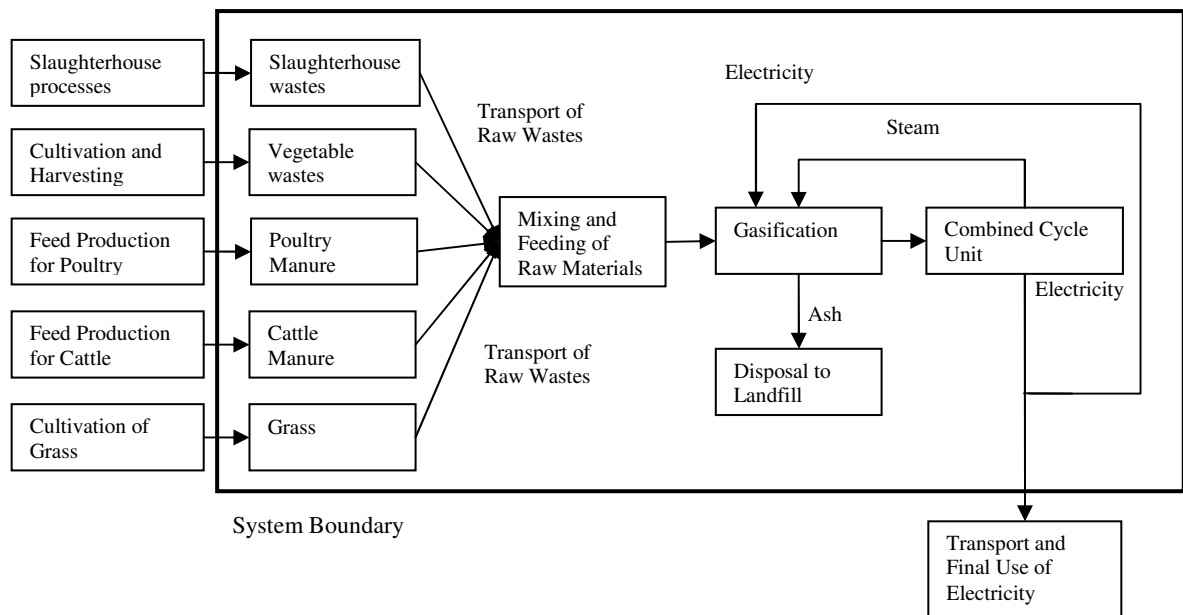 Slaughterhouse
processes
Slaughterhouse
wastes
Electricity
Transport of
Raw Wastes
Steam
Cultivation and
Harvesting
Vegetable
wastes
Mixing and
Feeding of
Raw Materials
Gasification
Combined Cycle
Unit
Feed Production
for Poultry
Poultry
Manure
Electricity
Ash
Feed Production
for Cattle
Cattle
Manure
Transport of
Raw Wastes
Disposal to
Landfill
Cultivation of
Grass
Grass
System Boundary
Transport and
Final Use of
Electricity